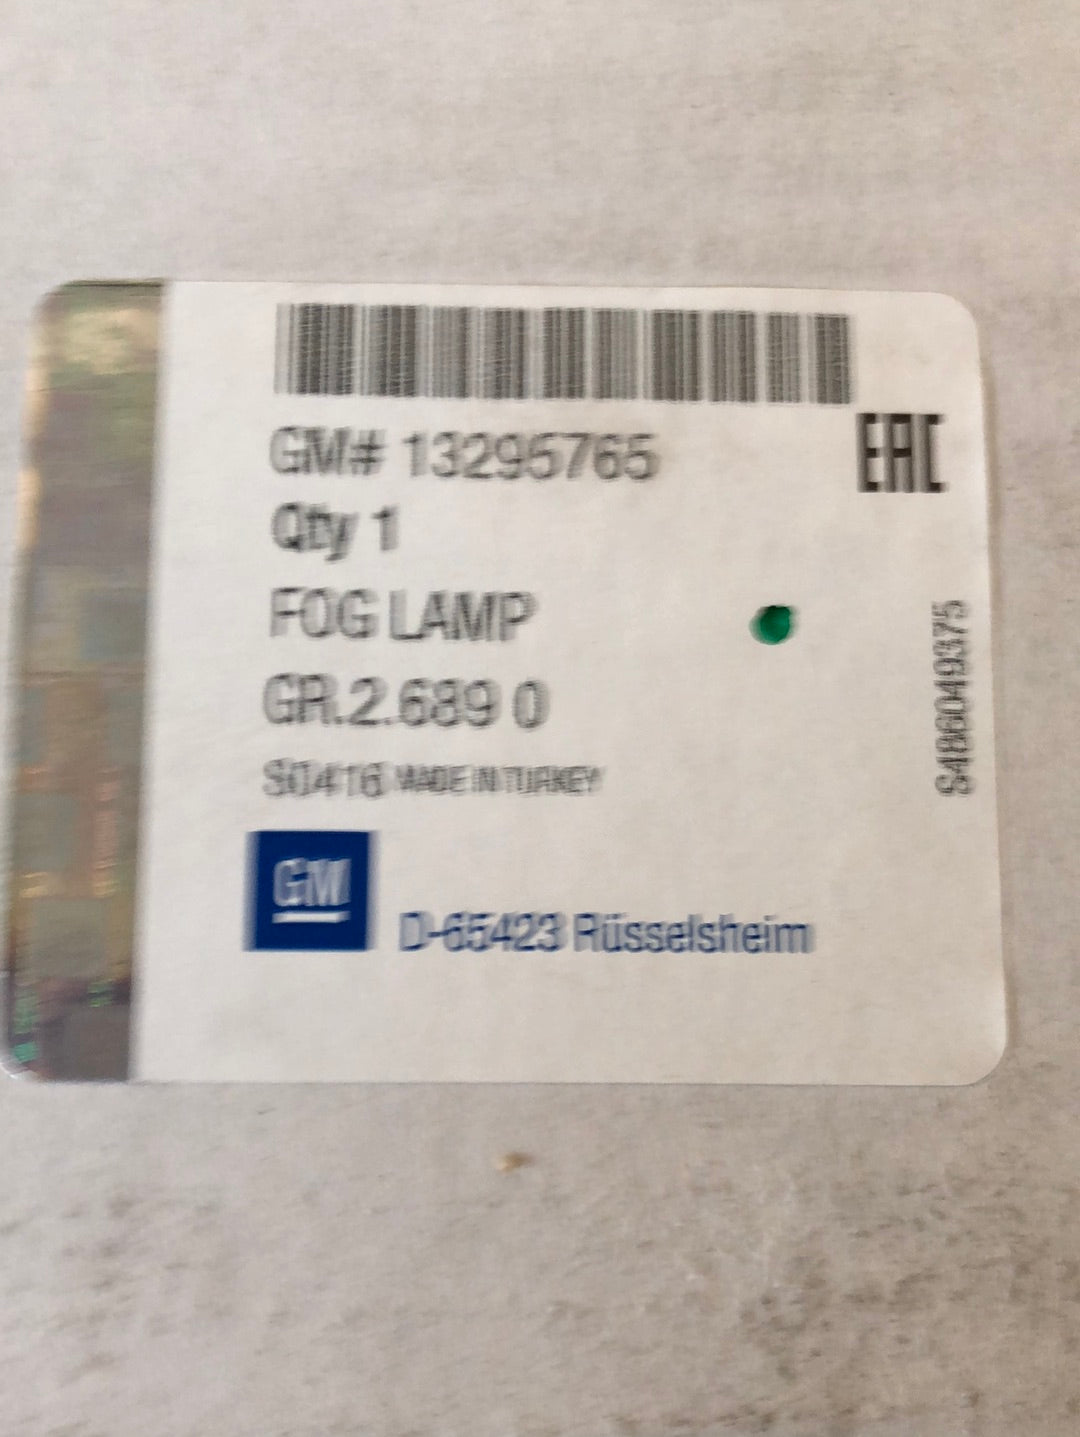 GM# 13295765
EAC
Qty 1
FOG LAMP
GR.2.689 0
S0416 MADE IN TURKEY
GM
D-65423 Rüsselsheim
S486049375